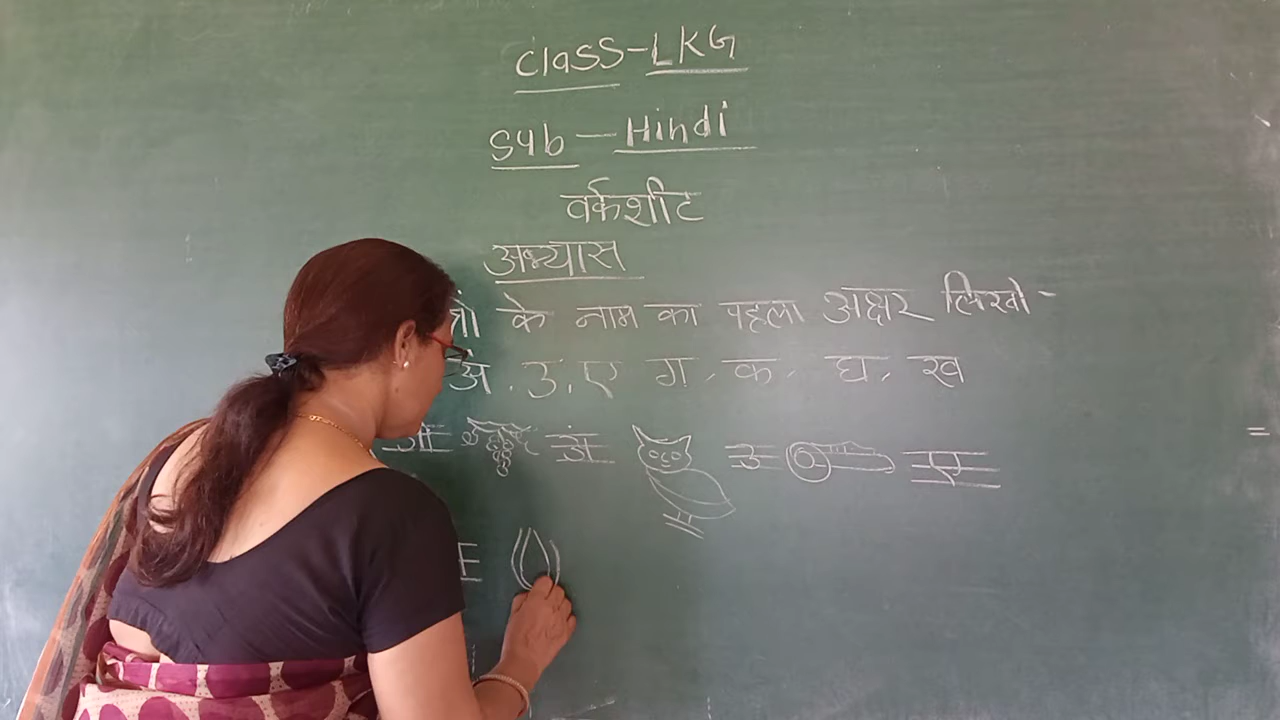 Class-LKG
Sub-Hindi
वर्कशीट
अभ्यास
के नाम का पहला अक्षर लिखो-
अं. उ, ए ग, क, घ, ख
अं उ ए